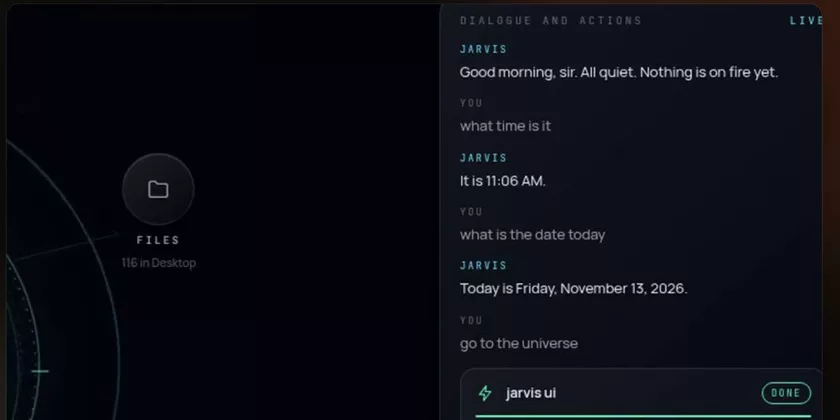 DIALOGUE AND ACTIONS LIVE
JARVIS
Good morning, sir. All quiet. Nothing is on fire yet.
YOU
what time is it
JARVIS
It is 11:06 AM.
YOU
what is the date today
JARVIS
Today is Friday, November 13, 2026.
YOU
go to the universe
jarvis ui DONE
FILES
116 in Desktop